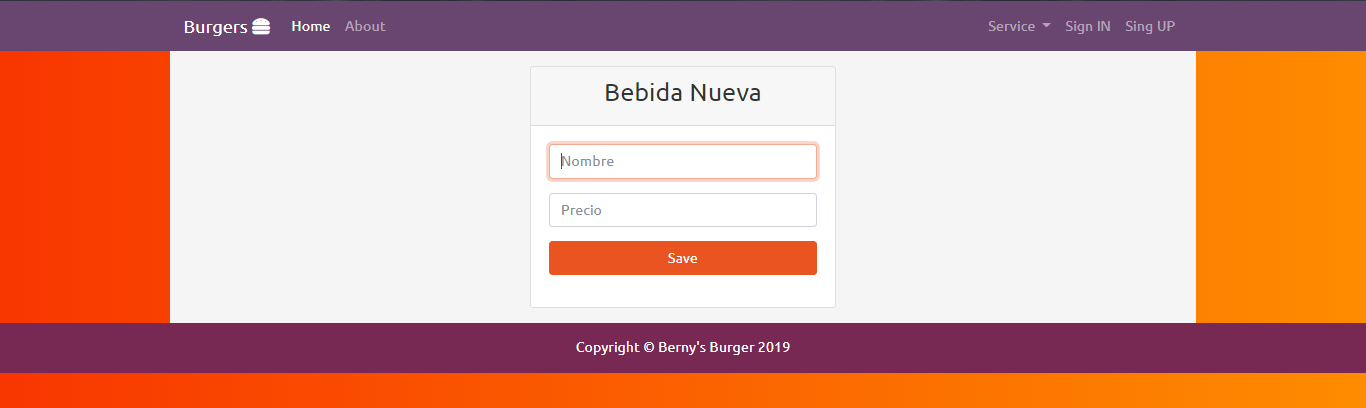 Burgers Home About Service Sign IN Sing UP
Bebida Nueva
Nombre
Precio
Save
Copyright © Berny's Burger 2019